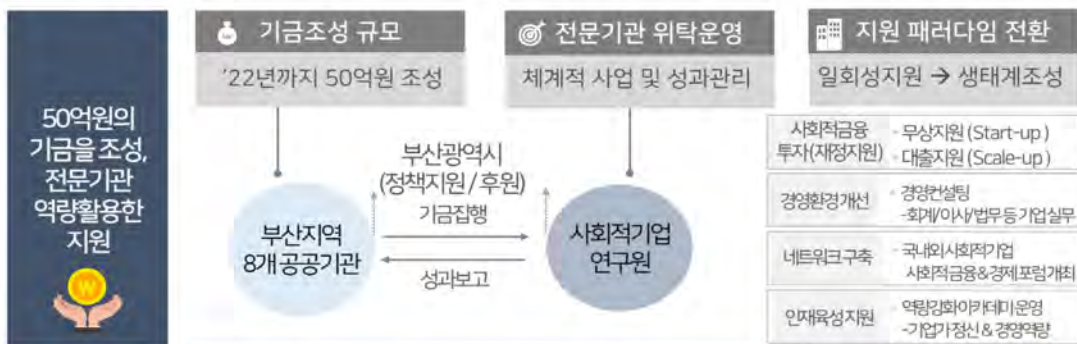 50억원의
기금을 조성,
전문기관
역량활용한
지원
₩
기금조성 규모
'22년까지 50억원 조성
전문기관 위탁운영
체계적 사업 및 성과관리
지원 패러다임 전환
일회성지원 → 생태계조성
부산광역시
(정책지원 / 후원)
기금집행
성과보고
부산지역
8개 공공기관
사회적기업
연구원
사회적금융
투자(재정지원)
· 무상지원 (Start-up )
· 대출지원 (Scale-up )
경영환경개선
· 경영컨설팅
-회계/이사/법무등 기업실무
네트워크 구축
· 국내외사회적기업
사회적금융&경제포럼개최
인재육성지원
· 역량강화아카데미운영
-기업가정신 & 경영역량